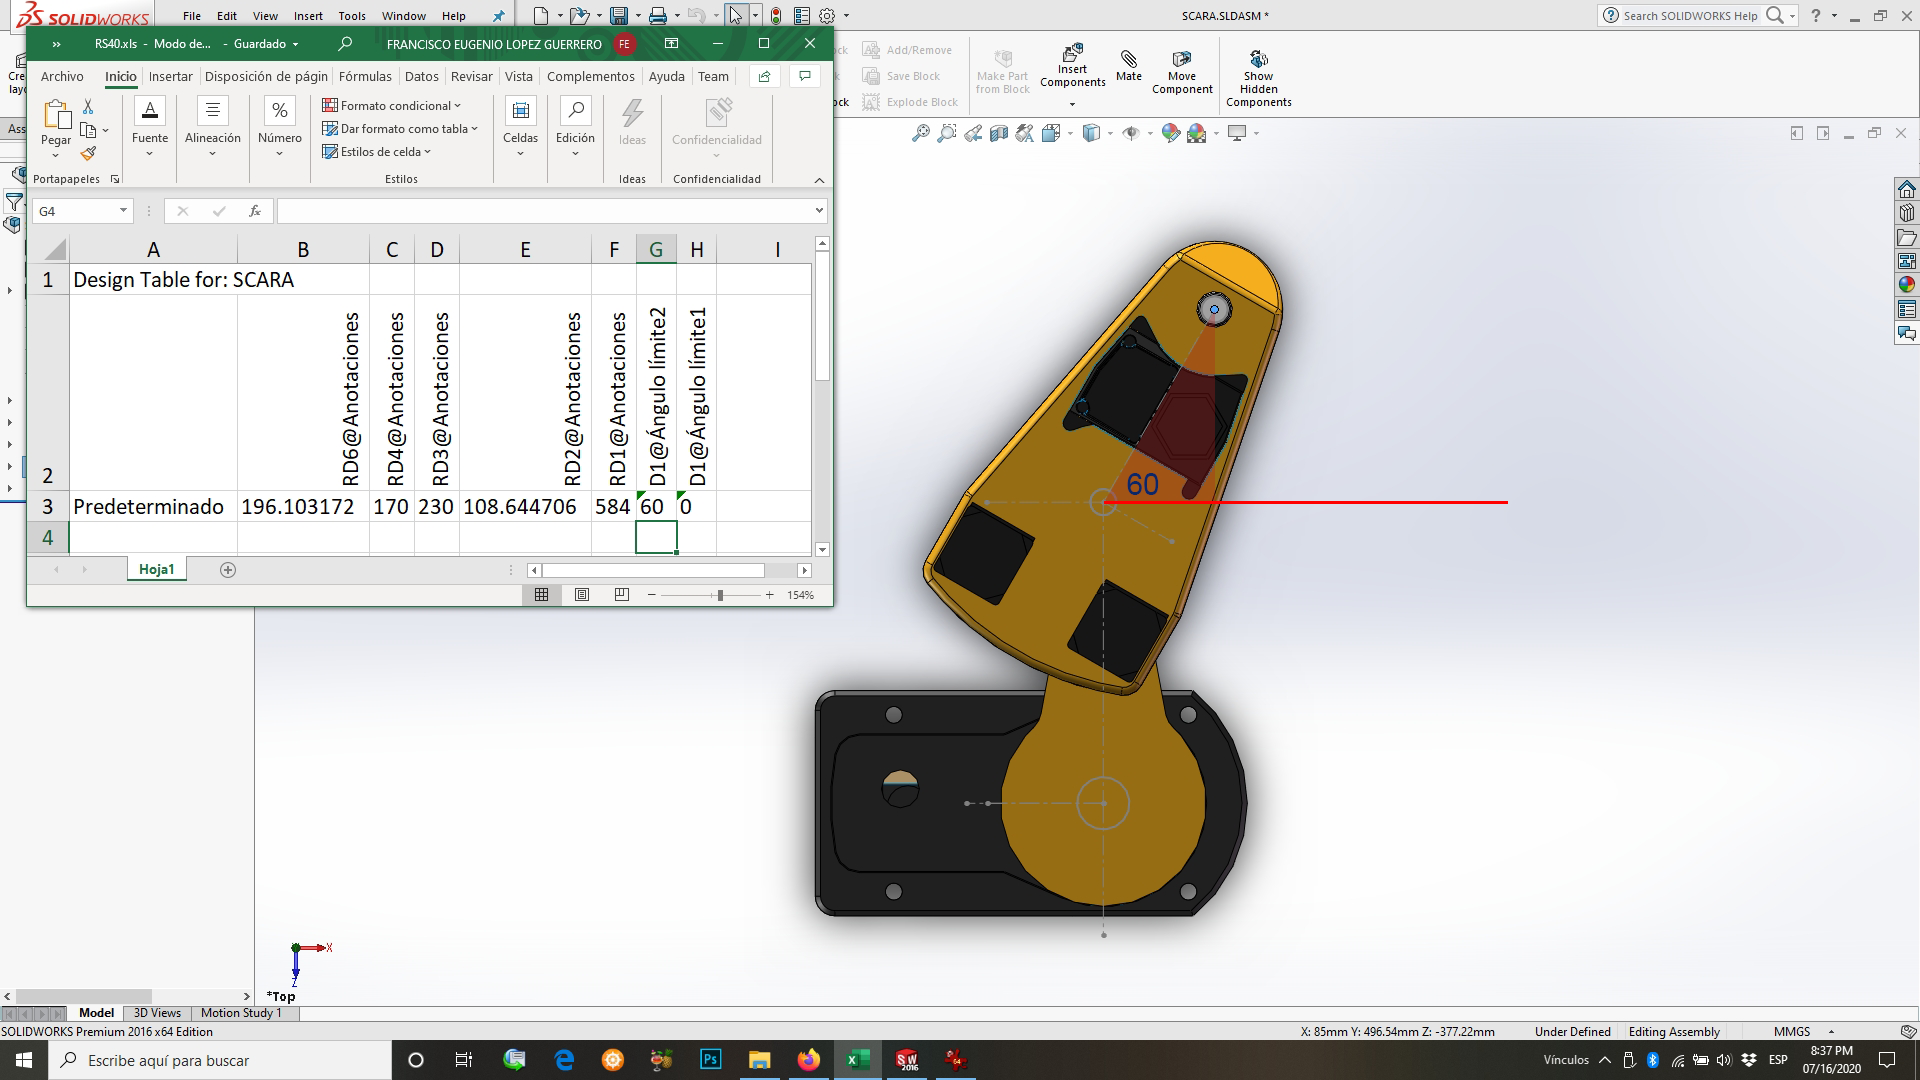 SOLIDWORKS
File Edit View Insert Tools Window Help
SCARA.SLDASM *
Search SOLIDWORKS Help
?
RS40.xls - Modo de... - Guardado
FRANCISCO EUGENIO LOPEZ GUERRERO FE
Archivo Inicio Insertar Disposición de págin Fórmulas Datos Revisar Vista Complementos Ayuda Team
Pegar
Fuente
Alineación
Número
Formato condicional
Dar formato como tabla
Estilos de celda
Celdas
Edición
Ideas
Confidencialidad
Portapapeles
Estilos
Ideas
Confidencialidad
Add/Remove
Save Block
Explode Block
Make Part from Block
Insert Components
Mate
Move Component
Show Hidden Components
G4
fx
A B C D E F G H I
1 Design Table for: SCARA
2 RD6@Anotaciones RD4@Anotaciones RD3@Anotaciones RD2@Anotaciones RD1@Anotaciones D1@Ángulo límite2 D1@Ángulo límite1
3 Predeterminado 196.103172 170 230 108.644706 584 60 0
4
Hoja1
154%
60
X
Z
*Top
Model 3D Views Motion Study 1
SOLIDWORKS Premium 2016 x64 Edition
X: 85mm Y: 496.54mm Z: -377.22mm Under Defined Editing Assembly MMGS
Escribe aquí para buscar
Ps
SW
2016
Vínculos
ESP
8:37 PM
07/16/2020